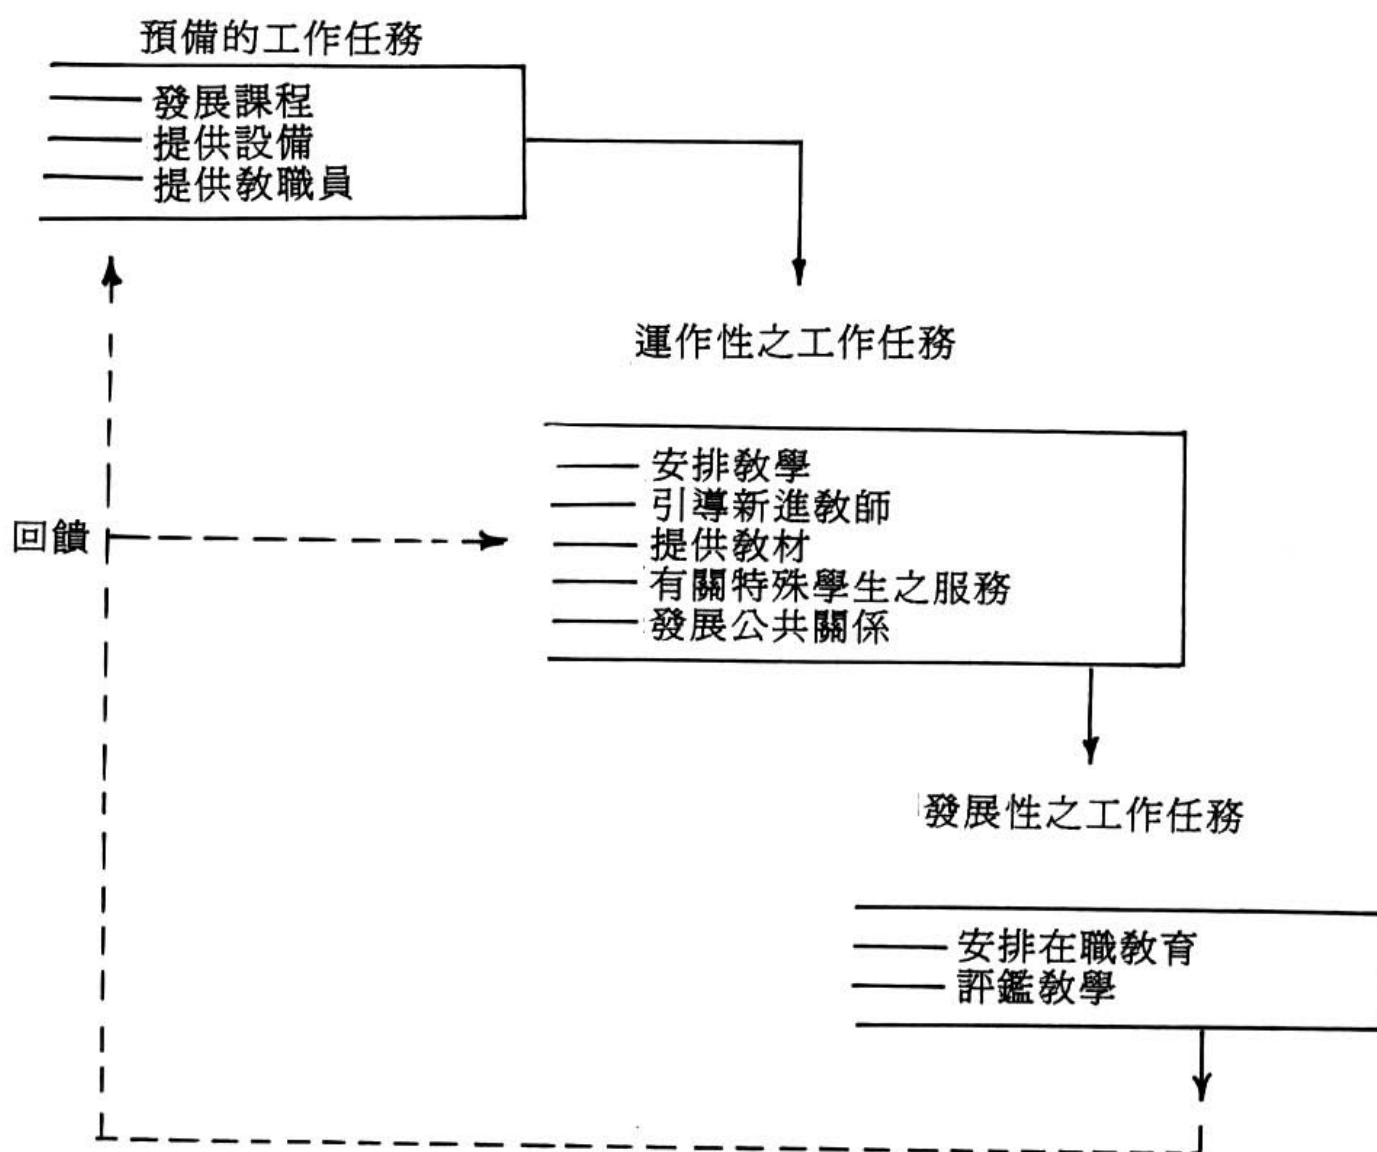 預備的工作任務
發展課程
提供設備
提供教職員
運作性之工作任務
安排教學
引導新進教師
回饋
提供教材
有關特殊學生之服務
發展公共關係
發展性之工作任務
安排在職教育
評鑑教學